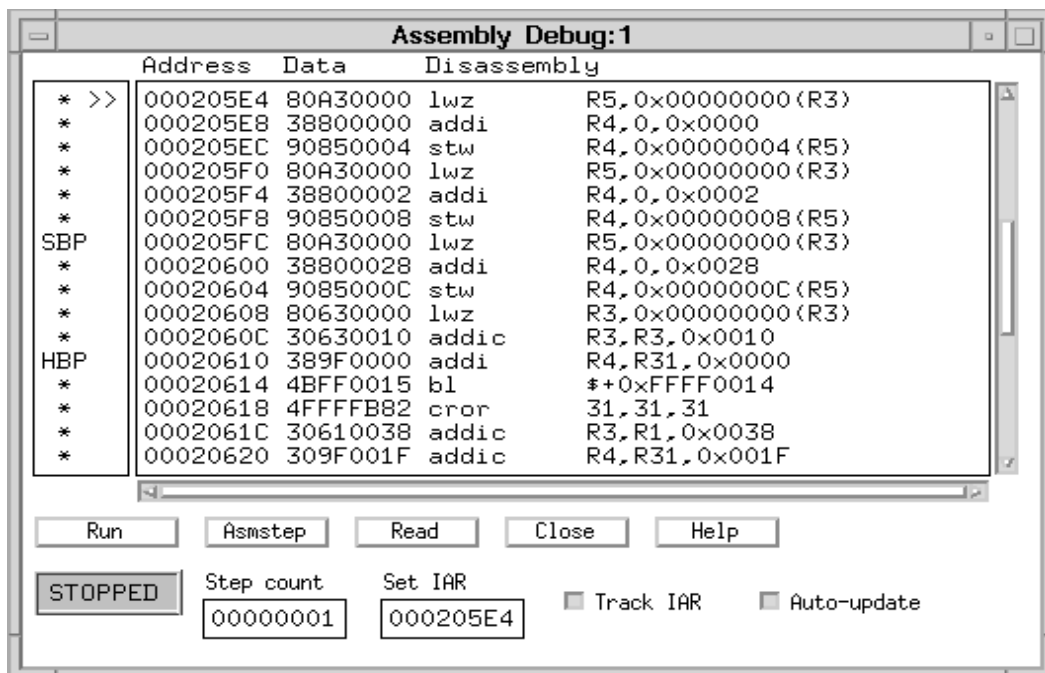 Assembly Debug:1
Address Data Disassembly
* >> 000205E4 80A30000 lwz R5,0x00000000(R3)
* 000205E8 38800000 addi R4,0,0x0000
* 000205EC 90850004 stw R4,0x00000004(R5)
* 000205F0 80A30000 lwz R5,0x00000000(R3)
* 000205F4 38800002 addi R4,0,0x0002
* 000205F8 90850008 stw R4,0x00000008(R5)
SBP 000205FC 80A30000 lwz R5,0x00000000(R3)
* 00020600 38800028 addi R4,0,0x0028
* 00020604 9085000C stw R4,0x0000000C(R5)
* 00020608 80630000 lwz R3,0x00000000(R3)
* 0002060C 30630010 addic R3,R3,0x0010
HBP 00020610 389F0000 addi R4,R31,0x0000
* 00020614 4BFF0015 bl $+0xFFFF0014
* 00020618 4FFFFB82 cror 31,31,31
* 0002061C 30610038 addic R3,R1,0x0038
* 00020620 309F001F addic R4,R31,0x001F
Run Asmstep Read Close Help
STOPPED Step count Set IAR Track IAR Auto-update
00000001 000205E4